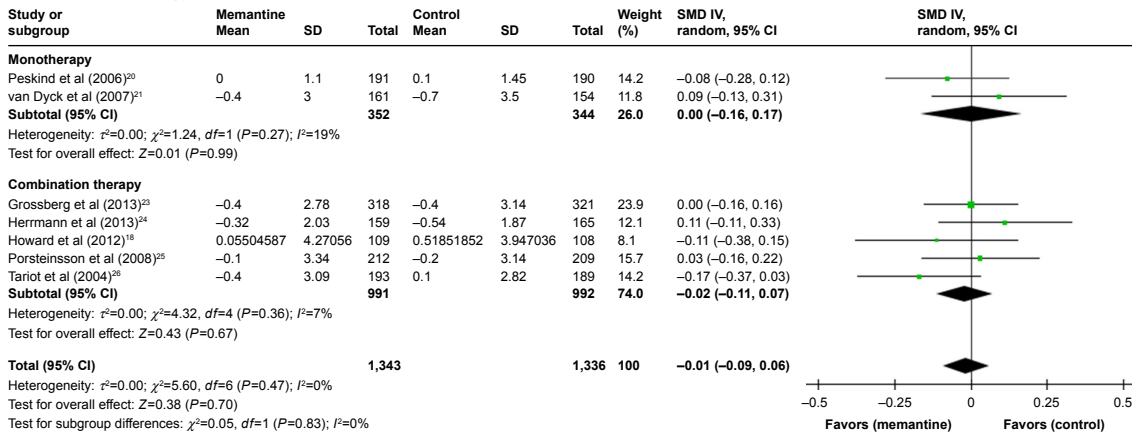 Study or Memantine Control Weight SMD IV, SMD IV,
subgroup Mean SD Total Mean SD Total (%) random, 95% CI random, 95% CI
Monotherapy
Peskind et al (2006)²⁰ 0 1.1 191 0.1 1.45 190 14.2 –0.08 (–0.28, 0.12)
van Dyck et al (2007)²¹ –0.4 3 161 –0.7 3.5 154 11.8 0.09 (–0.13, 0.31)
Subtotal (95% CI) 352 344 26.0 0.00 (–0.16, 0.17)
Heterogeneity: τ²=0.00; χ²=1.24, df=1 (P=0.27); I²=19%
Test for overall effect: Z=0.01 (P=0.99)
Combination therapy
Grossberg et al (2013)²³ –0.4 2.78 318 –0.4 3.14 321 23.9 0.00 (–0.16, 0.16)
Herrmann et al (2013)²⁴ –0.32 2.03 159 –0.54 1.87 165 12.1 0.11 (–0.11, 0.33)
Howard et al (2012)¹⁸ 0.05504587 4.27056 109 0.51851852 3.947036 108 8.1 –0.11 (–0.38, 0.15)
Porsteinsson et al (2008)²⁵ –0.1 3.34 212 –0.2 3.14 209 15.7 0.03 (–0.16, 0.22)
Tariot et al (2004)²⁶ –0.4 3.09 193 0.1 2.82 189 14.2 –0.17 (–0.37, 0.03)
Subtotal (95% CI) 991 992 74.0 –0.02 (–0.11, 0.07)
Heterogeneity: τ²=0.00; χ²=4.32, df=4 (P=0.36); I²=7%
Test for overall effect: Z=0.43 (P=0.67)
Total (95% CI) 1,343 1,336 100 –0.01 (–0.09, 0.06)
Heterogeneity: τ²=0.00; χ²=5.60, df=6 (P=0.47); I²=0%
Test for overall effect: Z=0.38 (P=0.70)
Test for subgroup differences: χ²=0.05, df=1 (P=0.83); I²=0%
–0.5 –0.25 0 0.25 0.5
Favors (memantine) Favors (control)